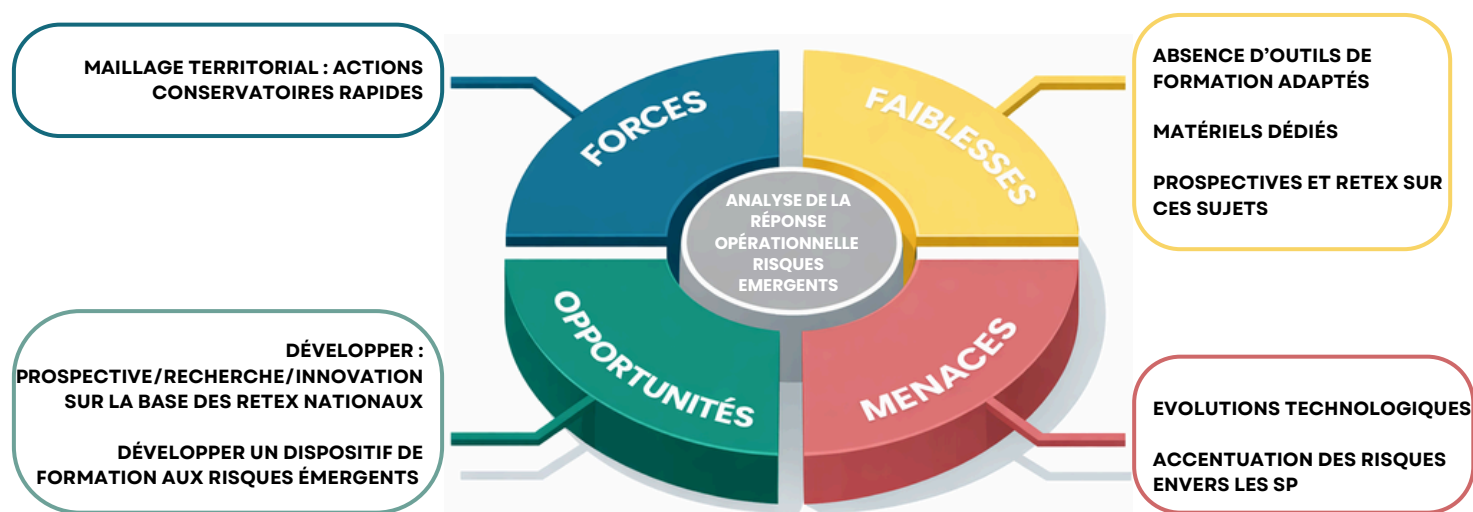 MAILLAGE TERRITORIAL : ACTIONS
CONSERVATOIRES RAPIDES
FORCES
FAIBLESSES
ABSENCE D'OUTILS DE
FORMATION ADAPTÉS
MATÉRIELS DÉDIÉS
PROSPECTIVES ET RETEX SUR
CES SUJETS
ANALYSE DE LA
RÉPONSE
OPÉRATIONNELLE
RISQUES
EMERGENTS
OPPORTUNITÉS
MENACES
DÉVELOPPER :
PROSPECTIVE/RECHERCHE/INNOVATION
SUR LA BASE DES RETEX NATIONAUX
DÉVELOPPER UN DISPOSITIF DE
FORMATION AUX RISQUES ÉMERGENTS
EVOLUTIONS TECHNOLOGIQUES
ACCENTUATION DES RISQUES
ENVERS LES SP